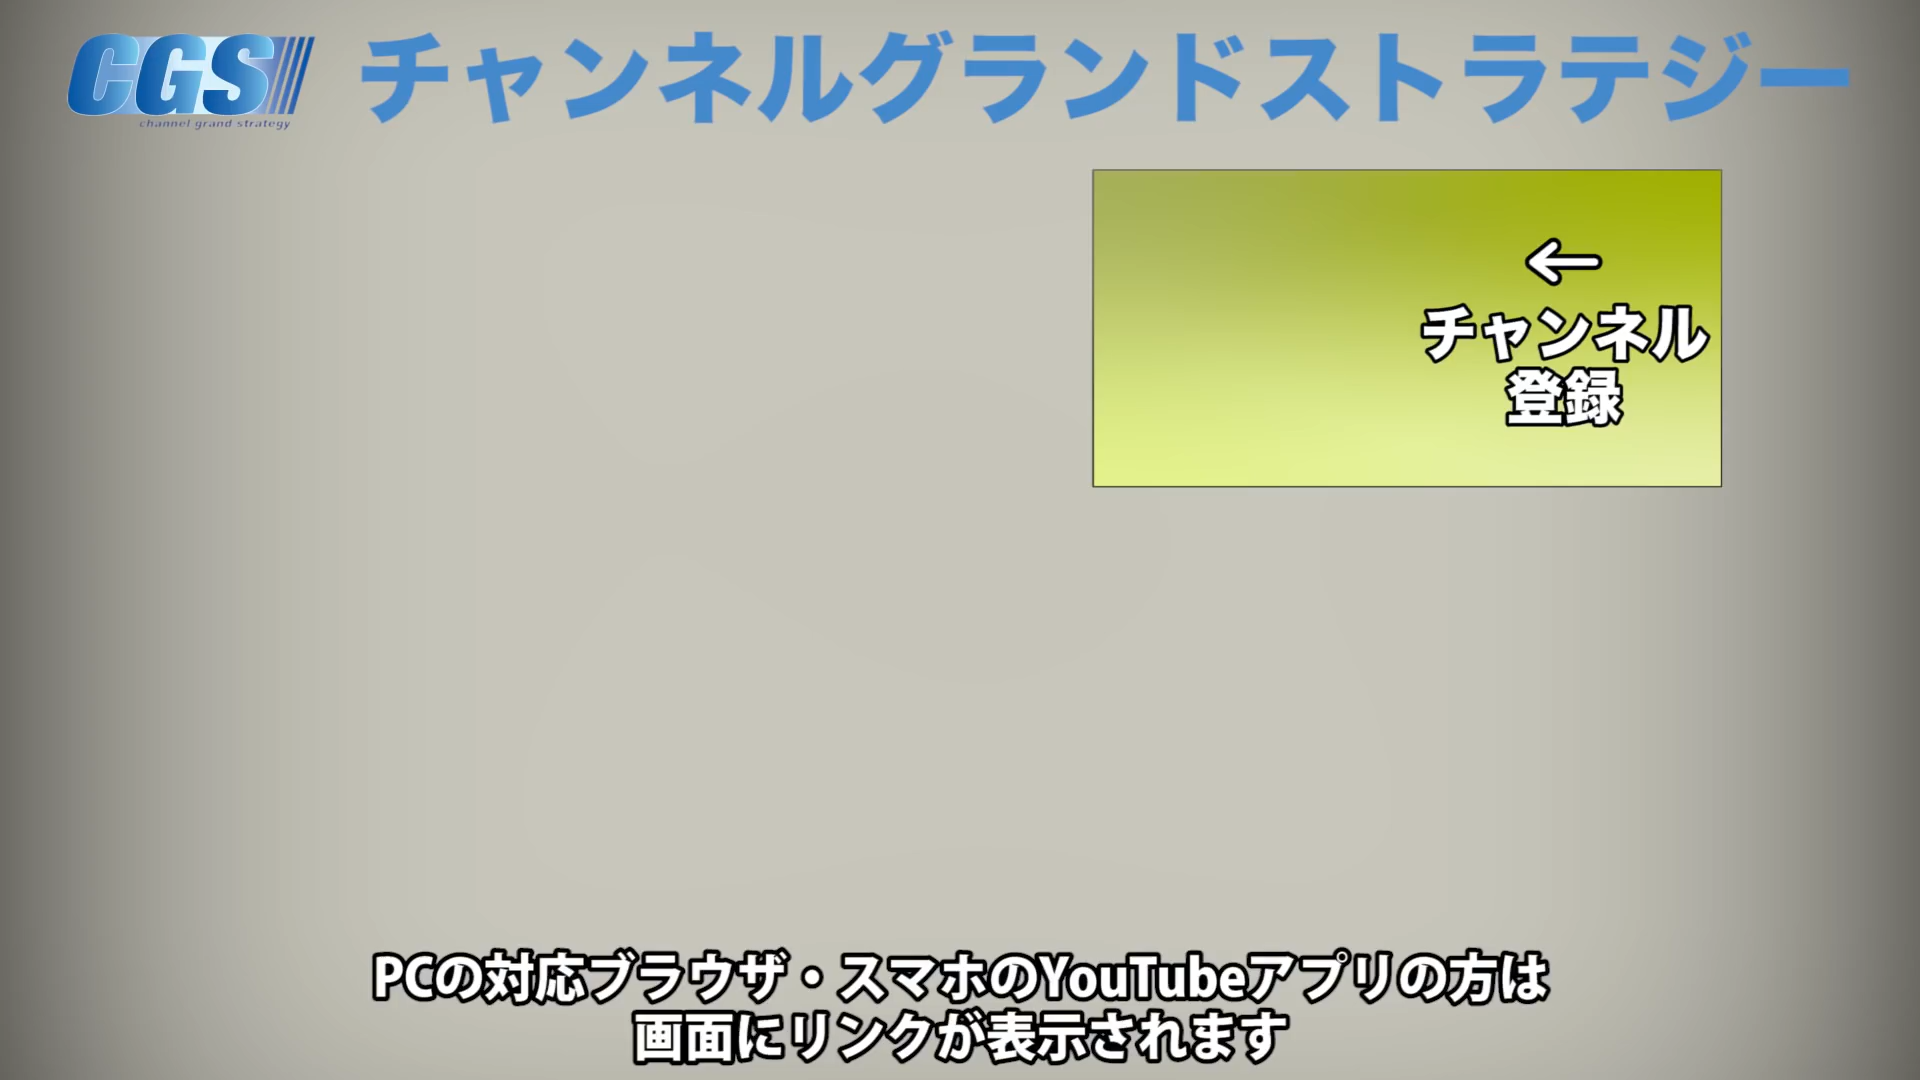 CGS
channel grand strategy
チャンネルグランドストラテジー
←
チャンネル
登録
PCの対応ブラウザ・スマホのYouTubeアプリの方は
画面にリンクが表示されます